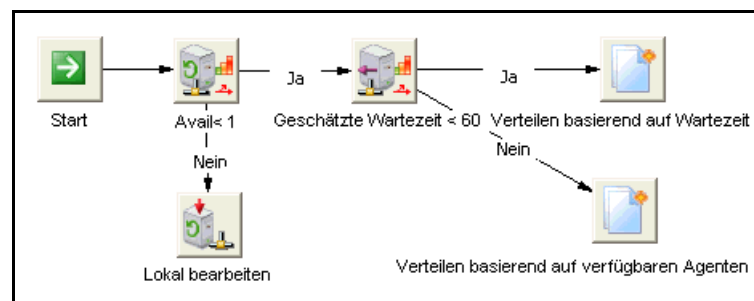 Ja
Ja
Start
Avail< 1
Geschätzte Wartezeit < 60
Verteilen basierend auf Wartezeit
Nein
Nein
Lokal bearbeiten
Verteilen basierend auf verfügbaren Agenten